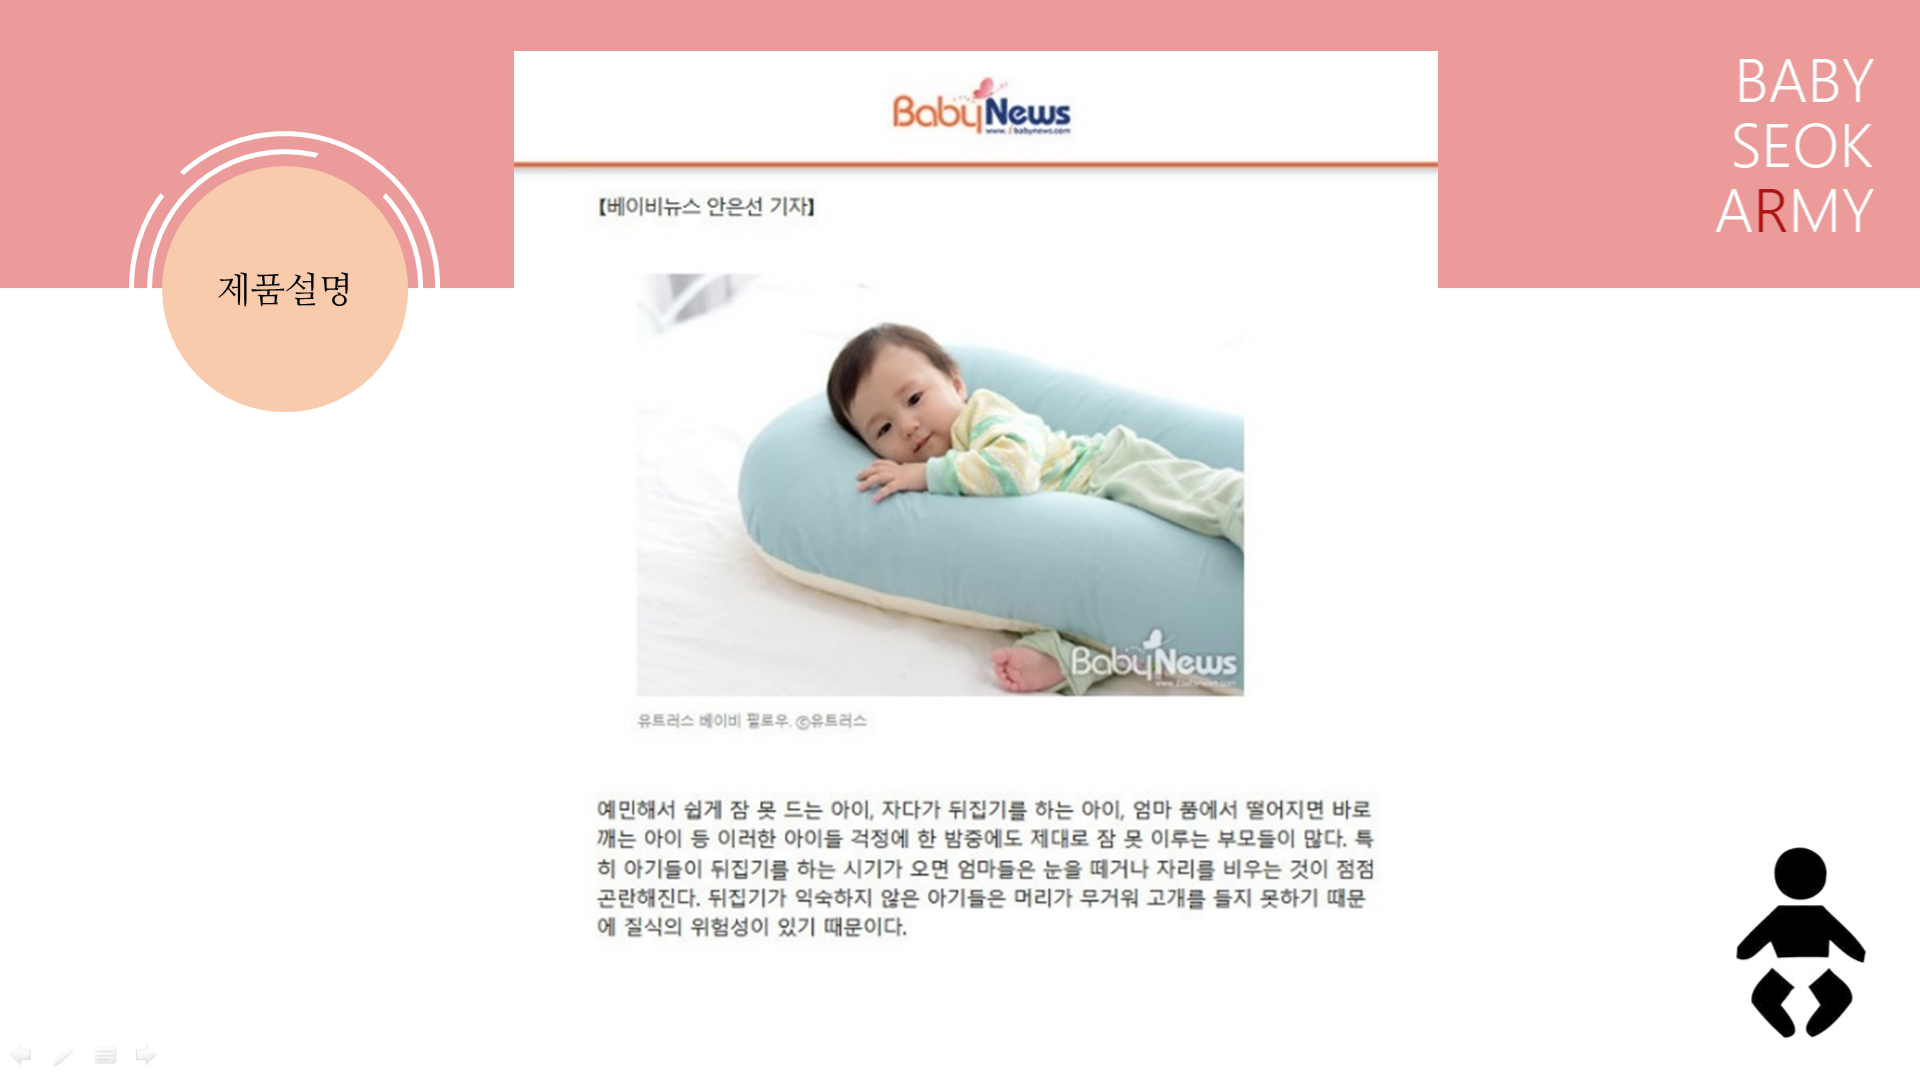 제품설명
BABY
SEOK
ARMY
BabyNews
www.ibabynews.com
【베이비뉴스 안은선 기자】
BabyNews
www.ibabynews.com
유트러스 베이비 필로우. ©유트러스
예민해서 쉽게 잠 못 드는 아이, 자다가 뒤집기를 하는 아이, 엄마 품에서 떨어지면 바로
깨는 아이 등 이러한 아이들 걱정에 한 밤중에도 제대로 잠 못 이루는 부모들이 많다. 특
히 아기들이 뒤집기를 하는 시기가 오면 엄마들은 눈을 떼거나 자리를 비우는 것이 점점
곤란해진다. 뒤집기가 익숙하지 않은 아기들은 머리가 무거워 고개를 들지 못하기 때문
에 질식의 위험성이 있기 때문이다.